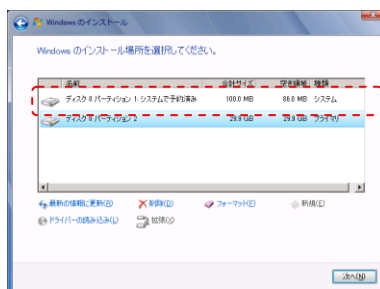 Windows のインストール
Windows のインストール場所を選択してください。
名前 合計サイズ 空き領域 種類
ディスク 0 パーティション 1: システムで予約済み 100.0 MB 86.0 MB システム
ディスク 0 パーティション 2 29.9 GB 29.9 GB プライマリ
最新の情報に更新(R) 削除(D) フォーマット(F) 新規(E)
ドライバーの読み込み(L) 拡張(X)
次へ(N)